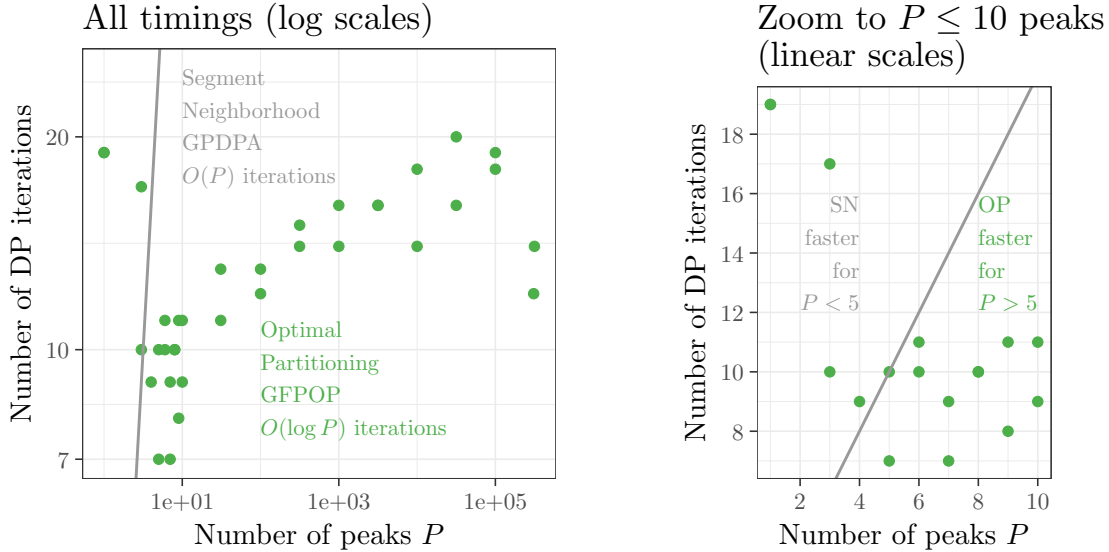 All timings (log scales)
Number of DP iterations
20
10
7
Segment
Neighborhood
GPDPA
O(P) iterations
Optimal
Partitioning
GFPOP
O(log P) iterations
1e+01
1e+03
1e+05
Number of peaks P
Zoom to P ≤ 10 peaks
(linear scales)
Number of DP iterations
18
16
14
12
10
8
SN
faster
for
P < 5
OP
faster
for
P > 5
2
4
6
8
10
Number of peaks P